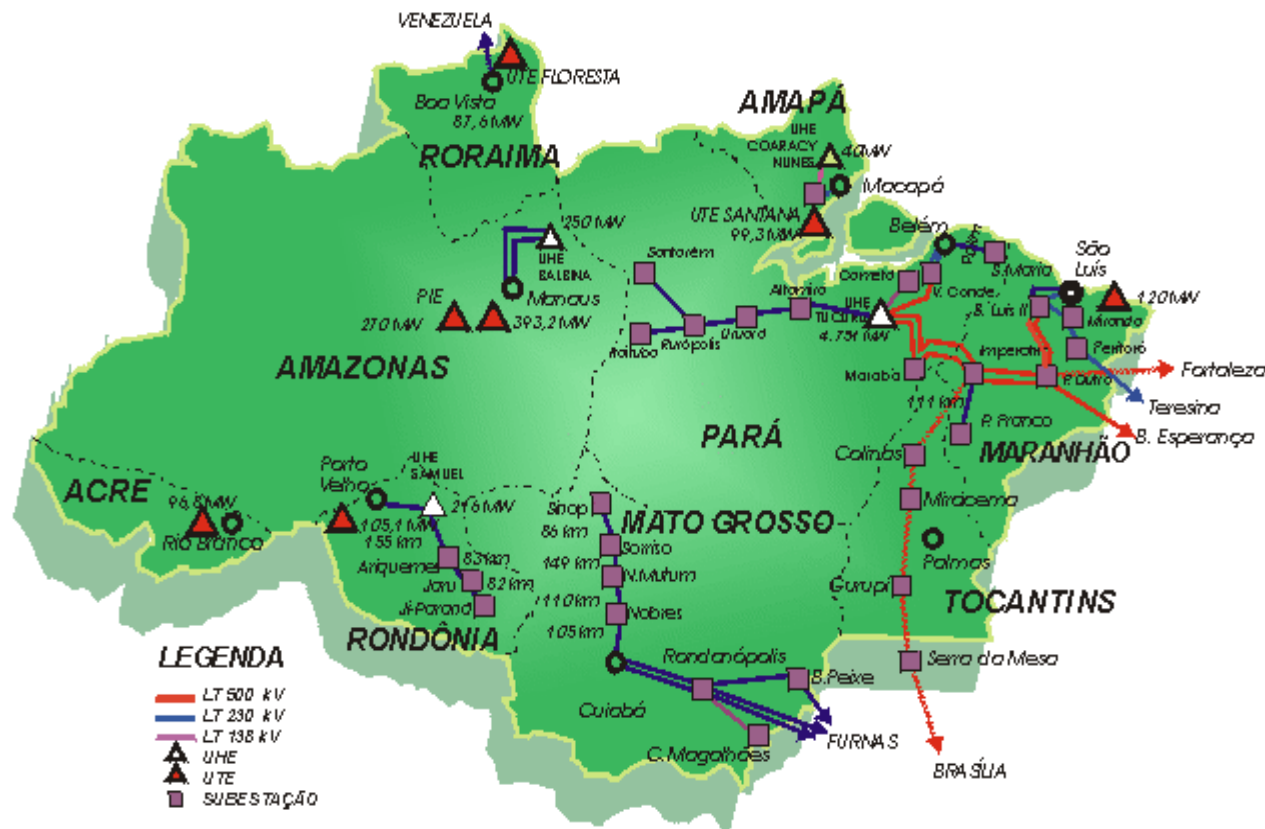 VENEZUELA
UTE FLORESTA
Boa Vista
87,6 MW
RORAIMA
AMAPÁ
UHE
COARACY
NUNES
40MW
Macapá
UTE SANTANA
99,3 MW
250 MW
UHE
BALBINA
Manaus
PIE
270 MW
393,2 MW
AMAZONAS
Santarém
Itaituba
Rurópolis
Uruará
Altamira
UHE
TUCURUÍ
4.751 MW
Cametá
Belém
V. Conde
S. Maria
São
Luís
S. Luís II
120 MW
Miranda
Peritoró
Imperatriz
P. Dutra
Marabá
111 km
P. Franco
Fortaleza
Teresina
B. Esperança
PARÁ
MARANHÃO
Colinas
Miracema
Palmas
Gurupi
TOCANTINS
Serra da Mesa
BRASÍLIA
ACRE
96,8 MW
Rio Branco
Porto
Velho
UHE
SAMUEL
216 MW
105,1 MW
155 km
Ariquemes
83 km
Jaru
82 km
Ji-Paraná
RONDÔNIA
MATO GROSSO
Sinop
86 km
Sorriso
149 km
N.Mutum
110 km
Nobres
105 km
Cuiabá
Rondonópolis
B.Peixe
C. Magalhães
FURNAS
LEGENDA
LT 500 kV
LT 230 kV
LT 138 kV
UHE
UTE
SUBESTAÇÃO